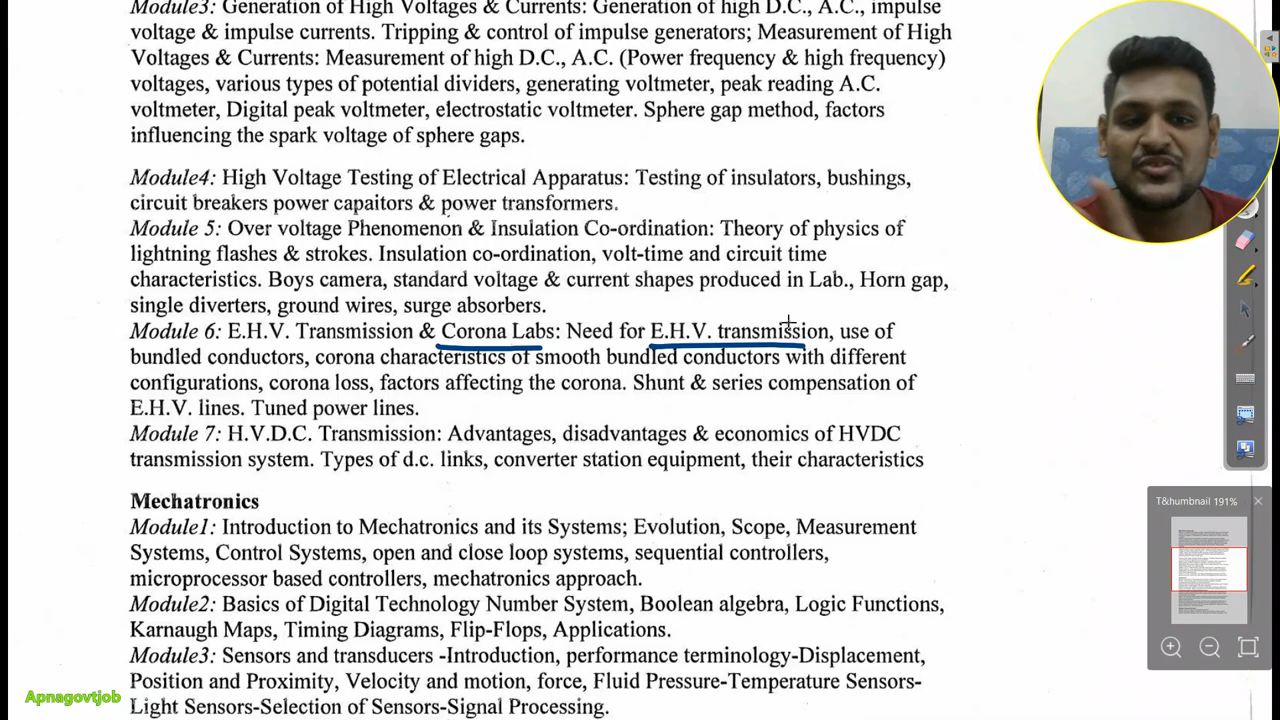 Module3: Generation of High Voltages & Currents: Generation of high D.C., A.C., impulse
voltage & impulse currents. Tripping & control of impulse generators; Measurement of High
Voltages & Currents: Measurement of high D.C., A.C. (Power frequency & high frequency)
voltages, various types of potential dividers, generating voltmeter, peak reading A.C.
voltmeter, Digital peak voltmeter, electrostatic voltmeter. Sphere gap method, factors
influencing the spark voltage of sphere gaps.
Module4: High Voltage Testing of Electrical Apparatus: Testing of insulators, bushings,
circuit breakers power capaitors & power transformers.
Module 5: Over voltage Phenomenon & Insulation Co-ordination: Theory of physics of
lightning flashes & strokes. Insulation co-ordination, volt-time and circuit time
characteristics. Boys camera, standard voltage & current shapes produced in Lab., Horn gap,
single diverters, ground wires, surge absorbers.
Module 6: E.H.V. Transmission & Corona Labs: Need for E.H.V. transmission, use of
bundled conductors, corona characteristics of smooth bundled conductors with different
configurations, corona loss, factors affecting the corona. Shunt & series compensation of
E.H.V. lines. Tuned power lines.
Module 7: H.V.D.C. Transmission: Advantages, disadvantages & economics of HVDC
transmission system. Types of d.c. links, converter station equipment, their characteristics
Mechatronics
Module1: Introduction to Mechatronics and its Systems; Evolution, Scope, Measurement
Systems, Control Systems, open and close loop systems, sequential controllers,
microprocessor based controllers, mechatronics approach.
Module2: Basics of Digital Technology Number System, Boolean algebra, Logic Functions,
Karnaugh Maps, Timing Diagrams, Flip-Flops, Applications.
Module3: Sensors and transducers -Introduction, performance terminology-Displacement,
Position and Proximity, Velocity and motion, force, Fluid Pressure-Temperature Sensors-
Light Sensors-Selection of Sensors-Signal Processing.
T&humbnail 191%
Apnagovtjob